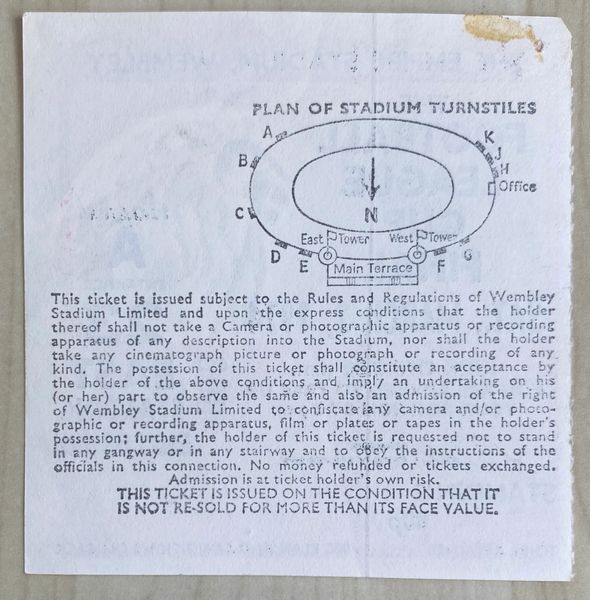 PLAN OF STADIUM TURNSTILES
A
K
B
J
H
Office
C
N
East Tower
West Tower
D
E
F
G
Main Terrace
This ticket is issued subject to the Rules and Regulations of Wembley
Stadium Limited and upon the express conditions that the holder
thereof shall not take a Camera or photographic apparatus or recording
apparatus of any description into the Stadium, nor shall the holder
take any cinematograph picture or photograph or recording of any
kind. The possession of this ticket shall constitute an acceptance by
the holder of the above conditions and imply an undertaking on his
(or her) part to observe the same and also an admission of the right
of Wembley Stadium Limited to confiscate any camera and/or photo-
graphic or recording apparatus, film or plates or tapes in the holder's
possession; further, the holder of this ticket is requested not to stand
in any gangway or in any stairway and to obey the instructions of the
officials in this connection. No money refunded or tickets exchanged.
Admission is at ticket holder's own risk.
THIS TICKET IS ISSUED ON THE CONDITION THAT IT
IS NOT RE-SOLD FOR MORE THAN ITS FACE VALUE.